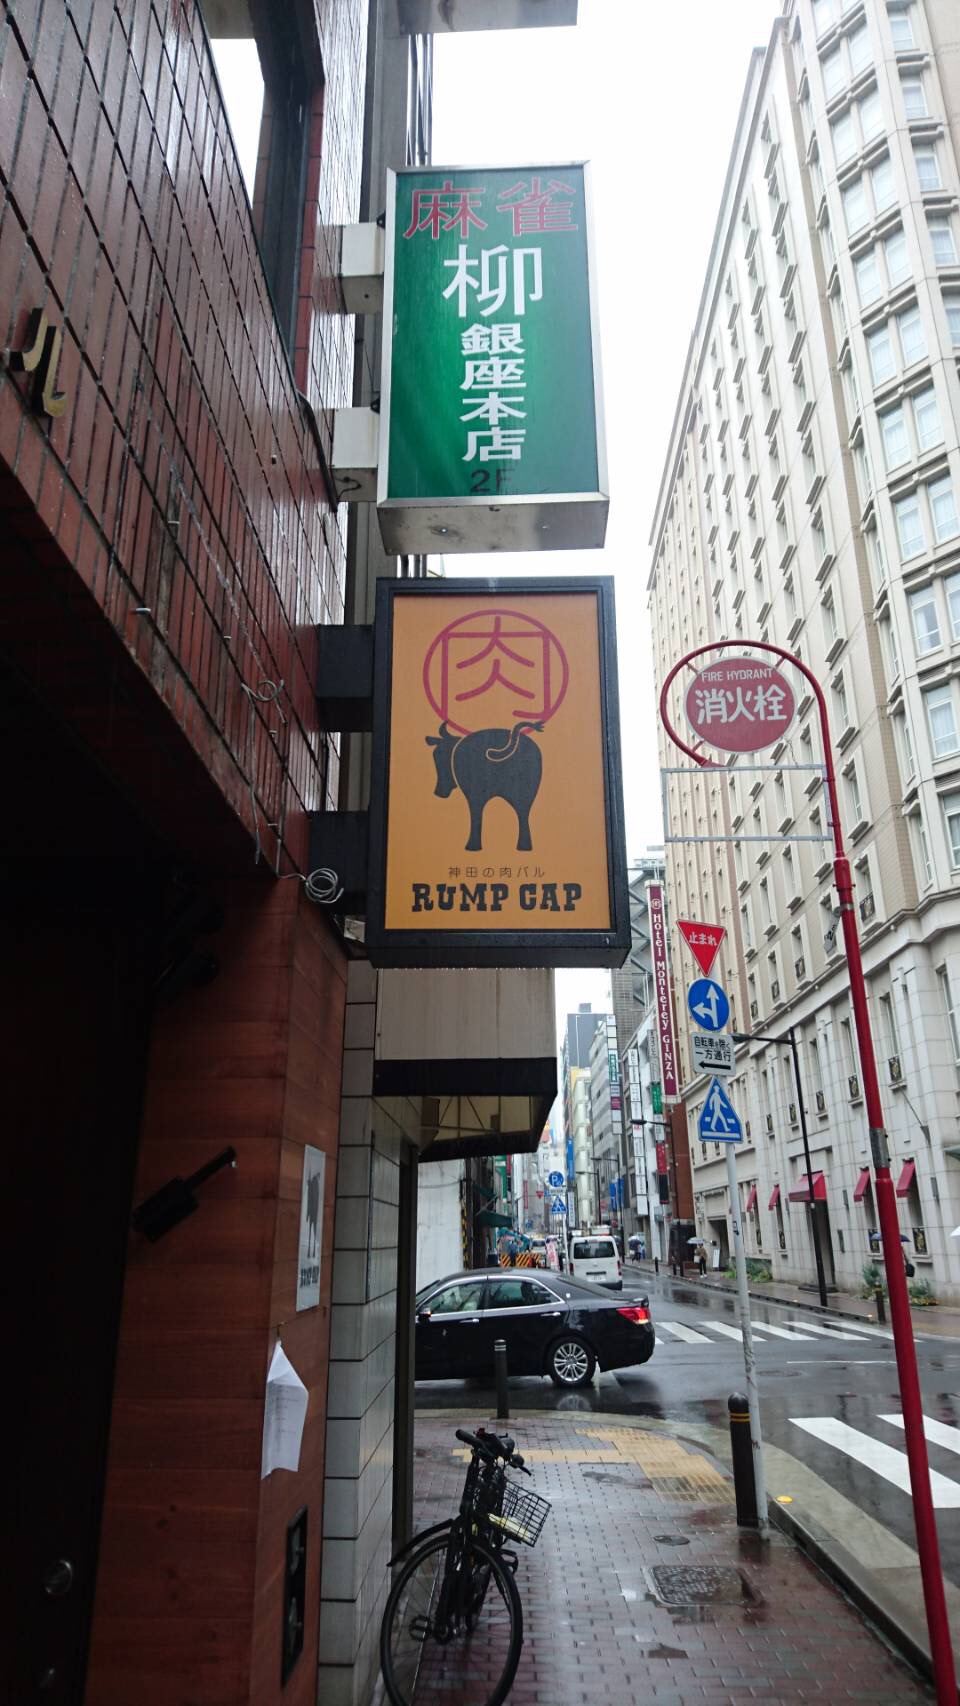 麻雀
柳
銀座本店
2F
ル
肉
神田の肉バル
RUMP CAP
FIRE HYDRANT
消火栓
Hotel Monterey GINZA
止まれ
自転車を除く
一方通行
P